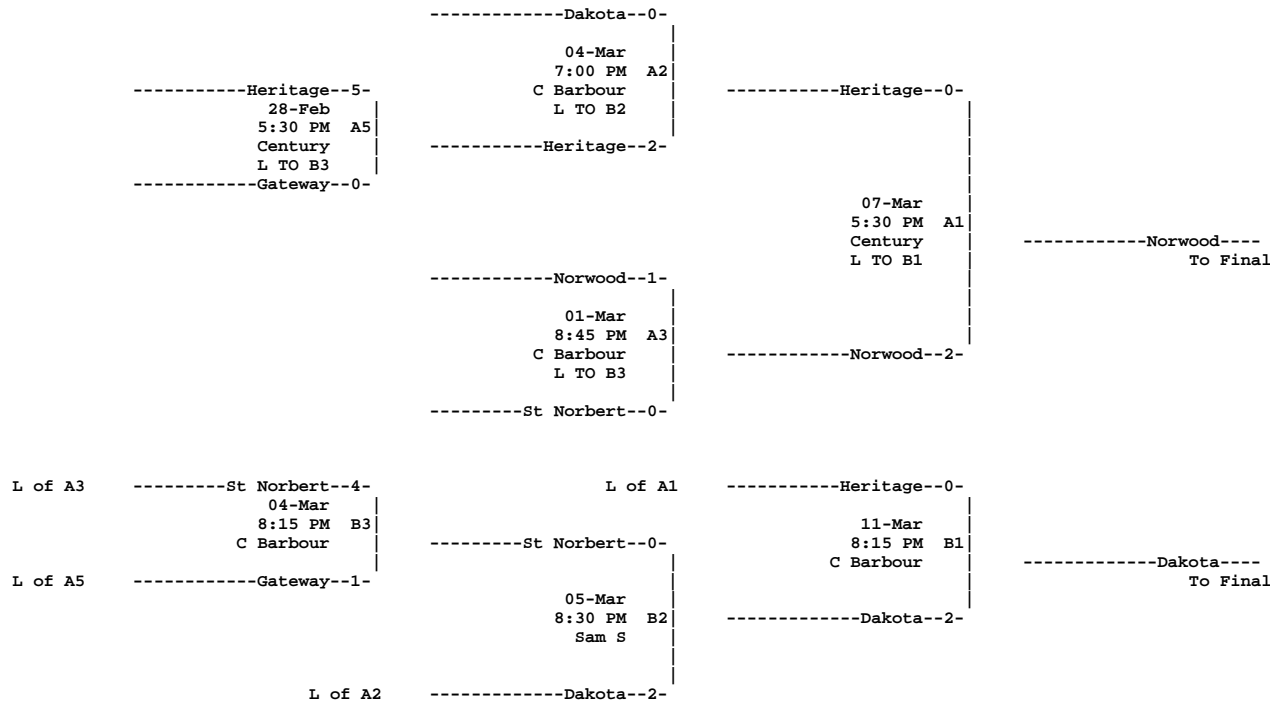 -------------Dakota--0-
04-Mar
7:00 PM A2
-----------Heritage--5- C Barbour -----------Heritage--0-
28-Feb L TO B2
5:30 PM A5
Century -----------Heritage--2-
L TO B3
------------Gateway--0-
07-Mar
5:30 PM A1
Century ------------Norwood----
L TO B1 To Final
------------Norwood--1-
01-Mar
8:45 PM A3
C Barbour ------------Norwood--2-
L TO B3
---------St Norbert--0-
L of A3 ---------St Norbert--4- L of A1 -----------Heritage--0-
04-Mar
8:15 PM B3 11-Mar
C Barbour ---------St Norbert--0- 8:15 PM B1
C Barbour -------------Dakota----
L of A5 ------------Gateway--1- To Final
05-Mar
8:30 PM B2 -------------Dakota--2-
Sam S
L of A2 -------------Dakota--2-